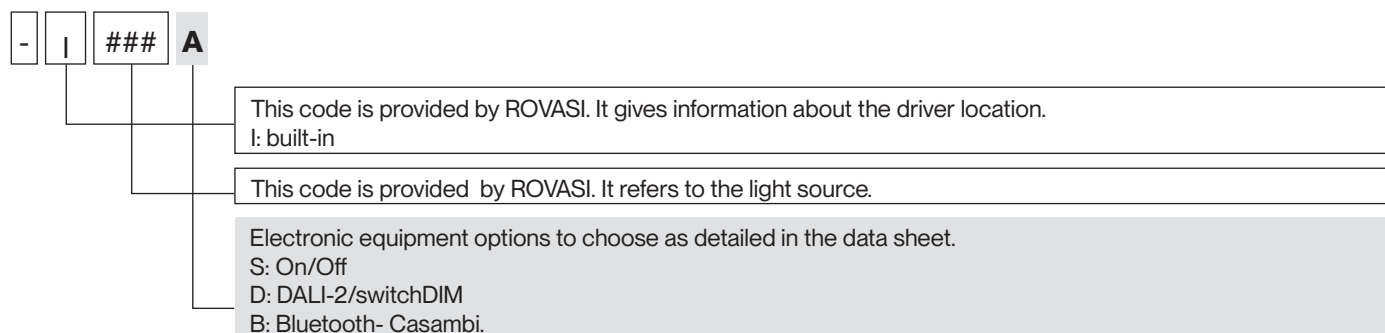 - I ### A
This code is provided by ROVASI. It gives information about the driver location.
I: built-in
This code is provided by ROVASI. It refers to the light source.
Electronic equipment options to choose as detailed in the data sheet.
S: On/Off
D: DALI-2/switchDIM
B: Bluetooth- Casambi.